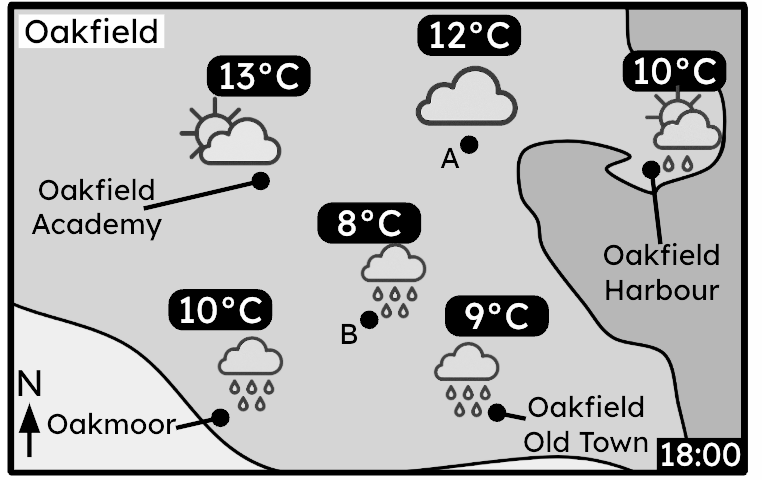 Oakfield
12°C
13°C
10°C
A
Oakfield
Academy
8°C
Oakfield
Harbour
10°C
9°C
B
N
Oakmoor
Oakfield
Old Town
18:00